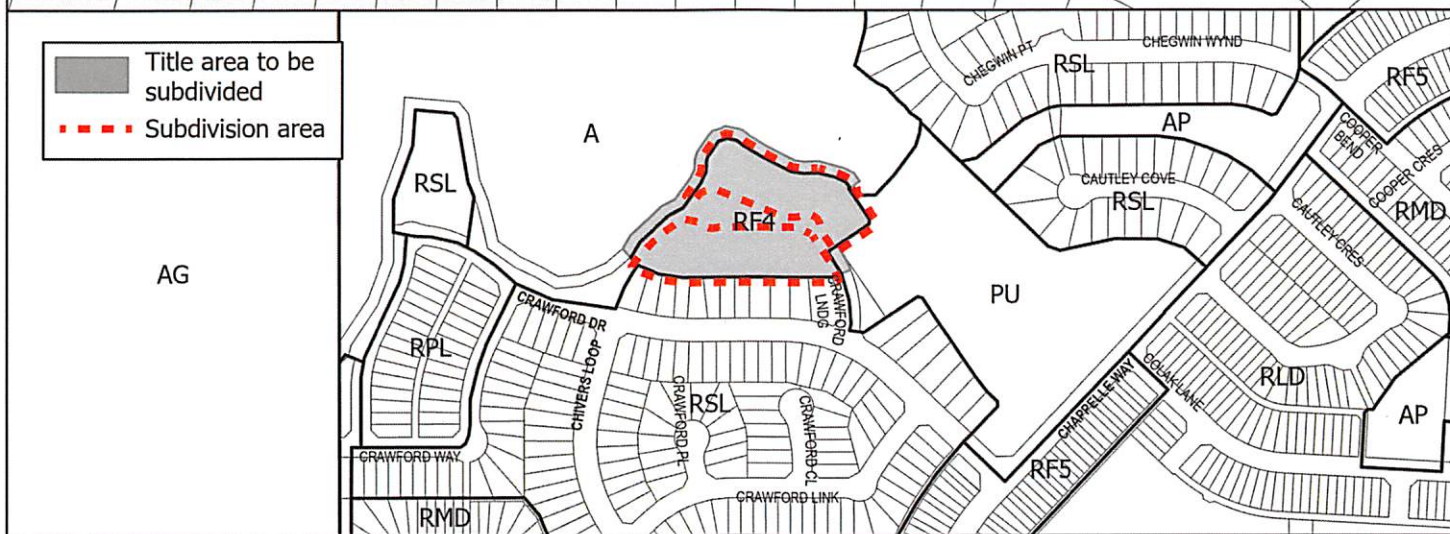 Title area to be
subdivided
Subdivision area
A
RSL
RF4
AG
RPL
CRAWFORD DR
CHIVERS LOOP
CRAWFORD WAY
RMD
RSL
CRAWFORD PL
CRAWFORD CL
CRAWFORD LINK
CRAWFORD
LNDG
CHEGWIN PT
CHEGWIN WYND
RSL
RF5
AP
COOPER
BEND
COOPER CRES
RMD
CAUTLEY COVE
RSL
CAUTLEY CRES
PU
CHAPPELLE WAY
COLAK LANE
RLD
RF5
AP